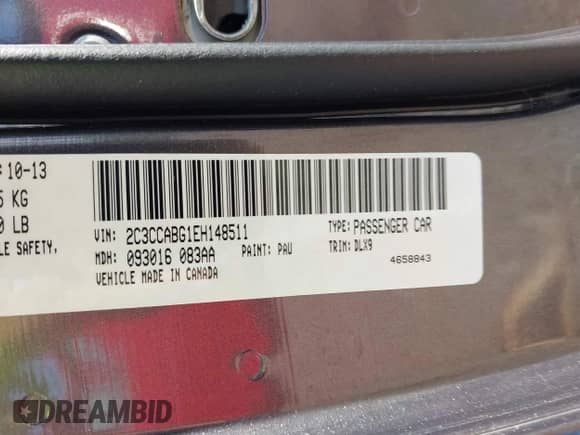 10-13
KG
LB
SAFETY.
VIN: 2C3CCABG1EH148511
TYPE: PASSENGER CAR
MDH: 093016 083AA
PAINT: PAU
TRIM: DLX9
VEHICLE MADE IN CANADA
4658843
DREAMBID